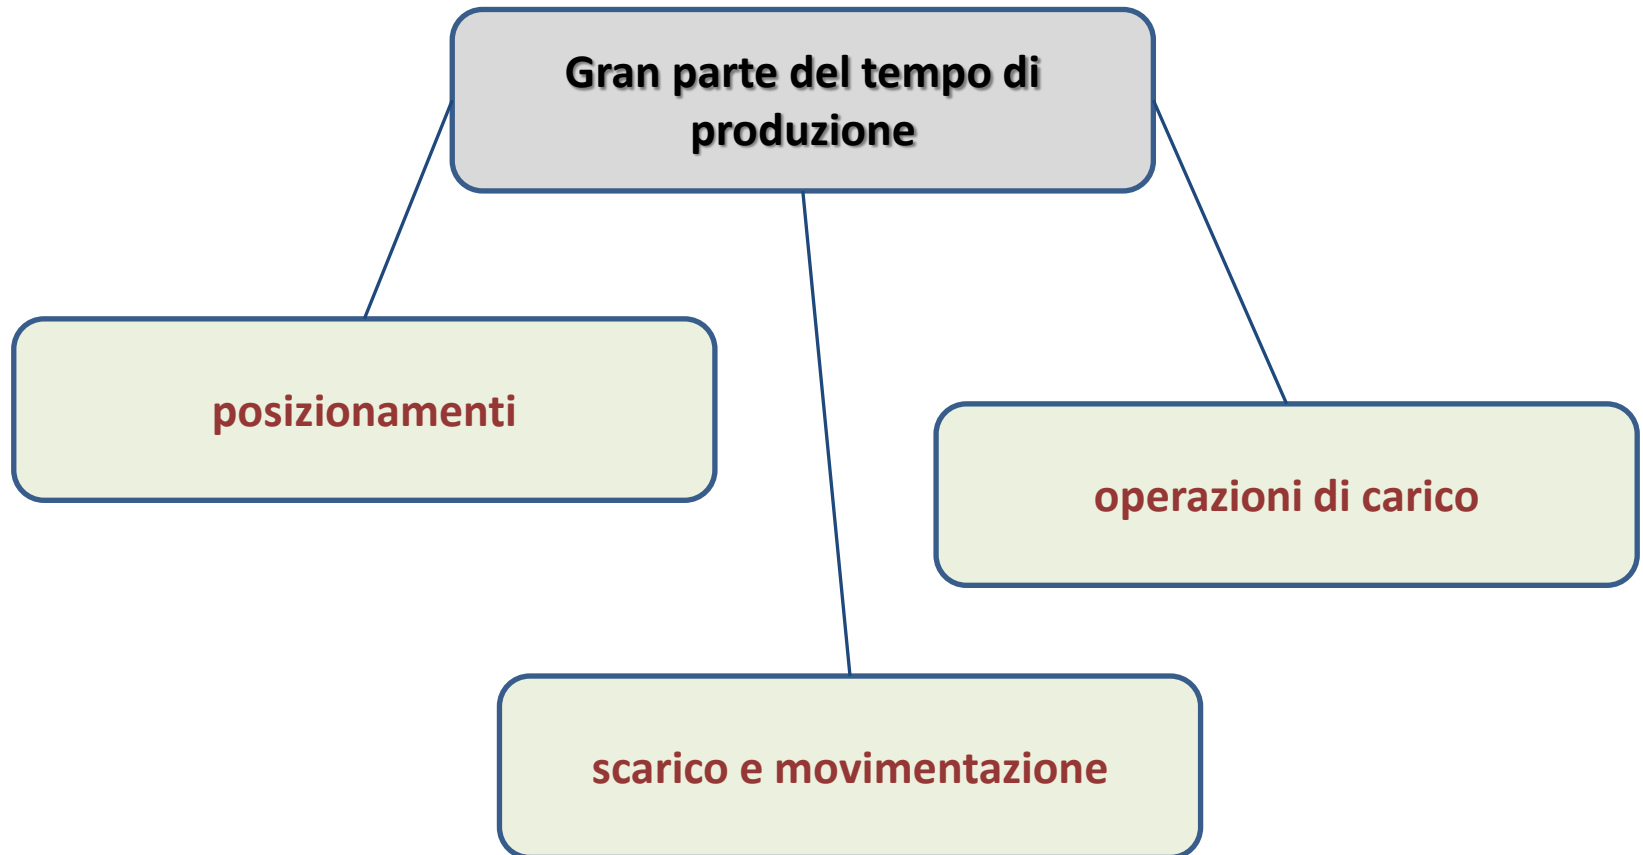 Gran parte del tempo di
produzione
posizionamenti
operazioni di carico
scarico e movimentazione